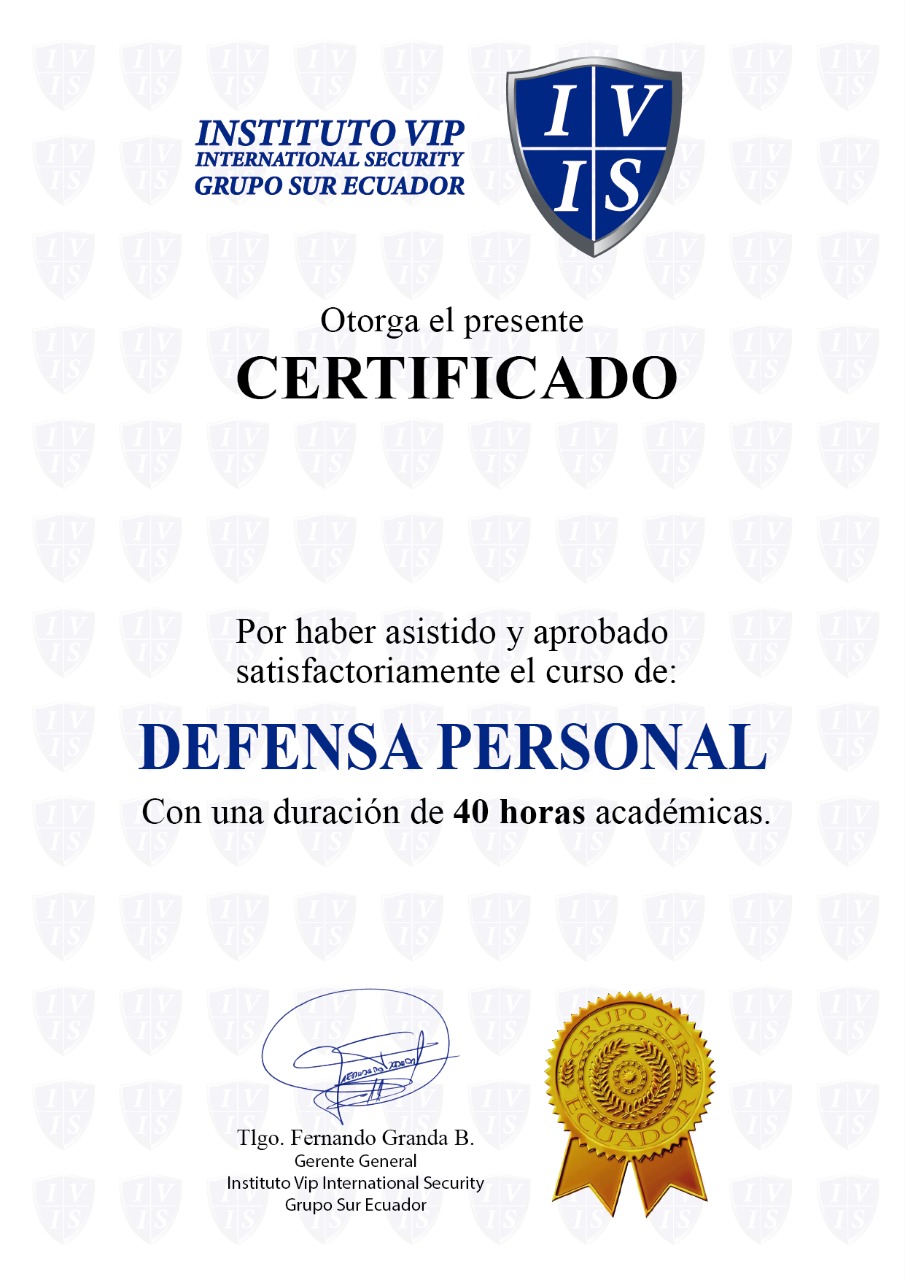 INSTITUTO VIP
INTERNATIONAL SECURITY
GRUPO SUR ECUADOR
I V
I S
Otorga el presente
CERTIFICADO
Por haber asistido y aprobado
satisfactoriamente el curso de:
DEFENSA PERSONAL
Con una duración de 40 horas académicas.
Tlgo. Fernando Granda B.
Gerente General
Instituto Vip International Security
Grupo Sur Ecuador
GRUPO SUR
ECUADOR